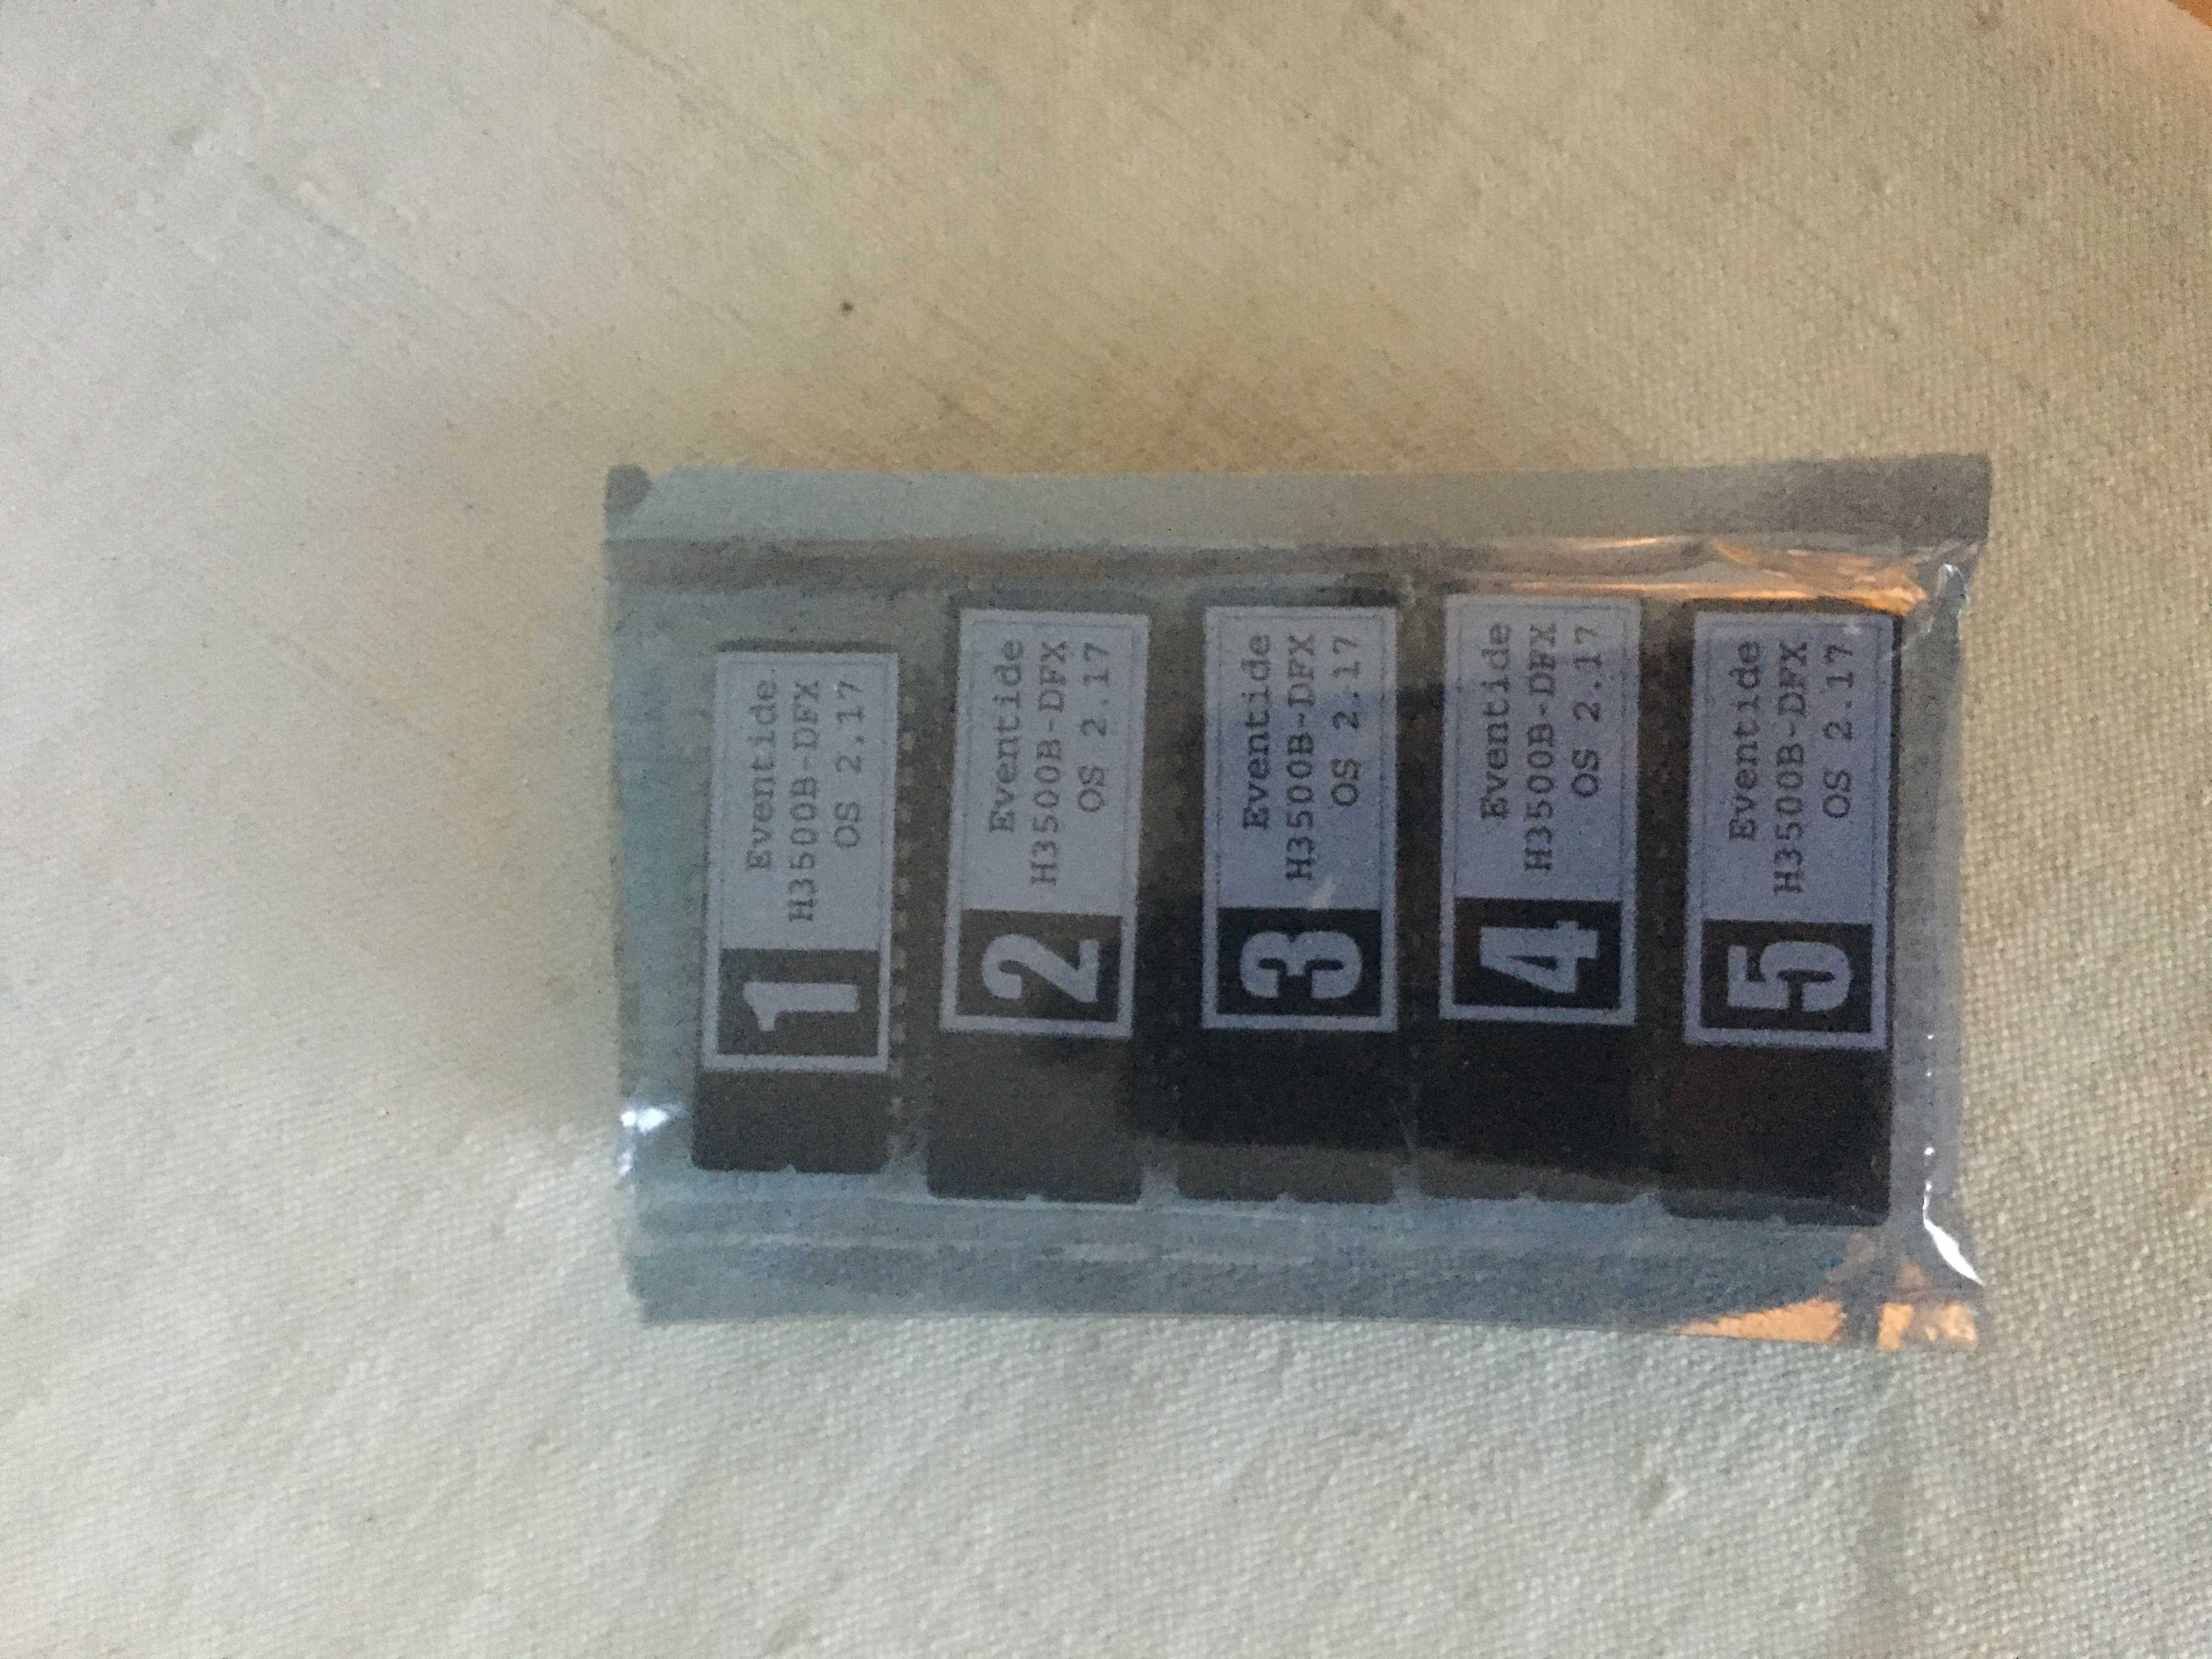 1
Eventide
H3500B-DFX
OS 2.17
2
Eventide
H3500B-DFX
OS 2.17
3
Eventide
H3500B-DFX
OS 2.17
4
Eventide
H3500B-DFX
OS 2.17
5
Eventide
H3500B-DFX
OS 2.17